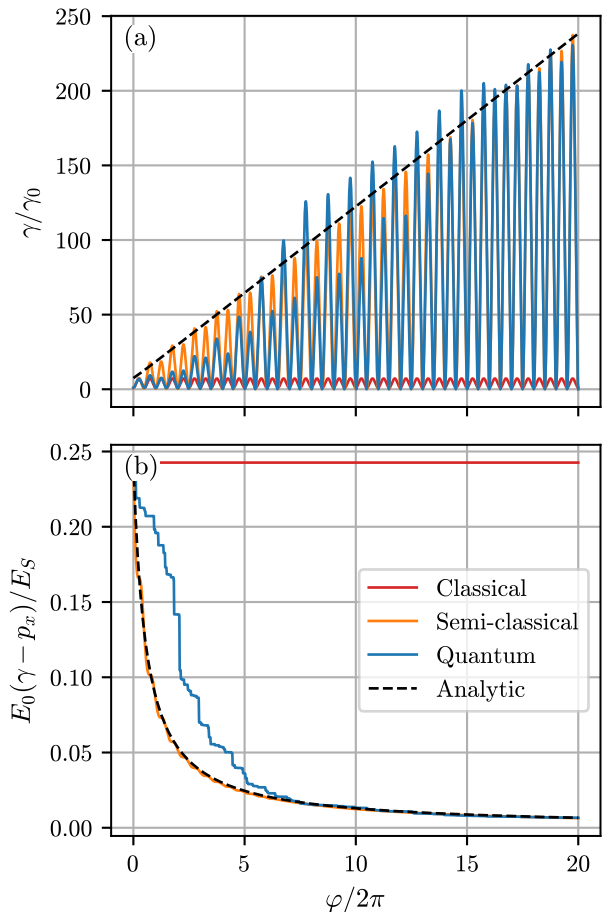 (a)
250
200
150
100
50
0
γ/γ₀
(b)
0.25
0.20
0.15
0.10
0.05
0.00
E₀(γ − pₓ)/E_S
Classical
Semi-classical
Quantum
Analytic
0 5 10 15 20
φ/2π